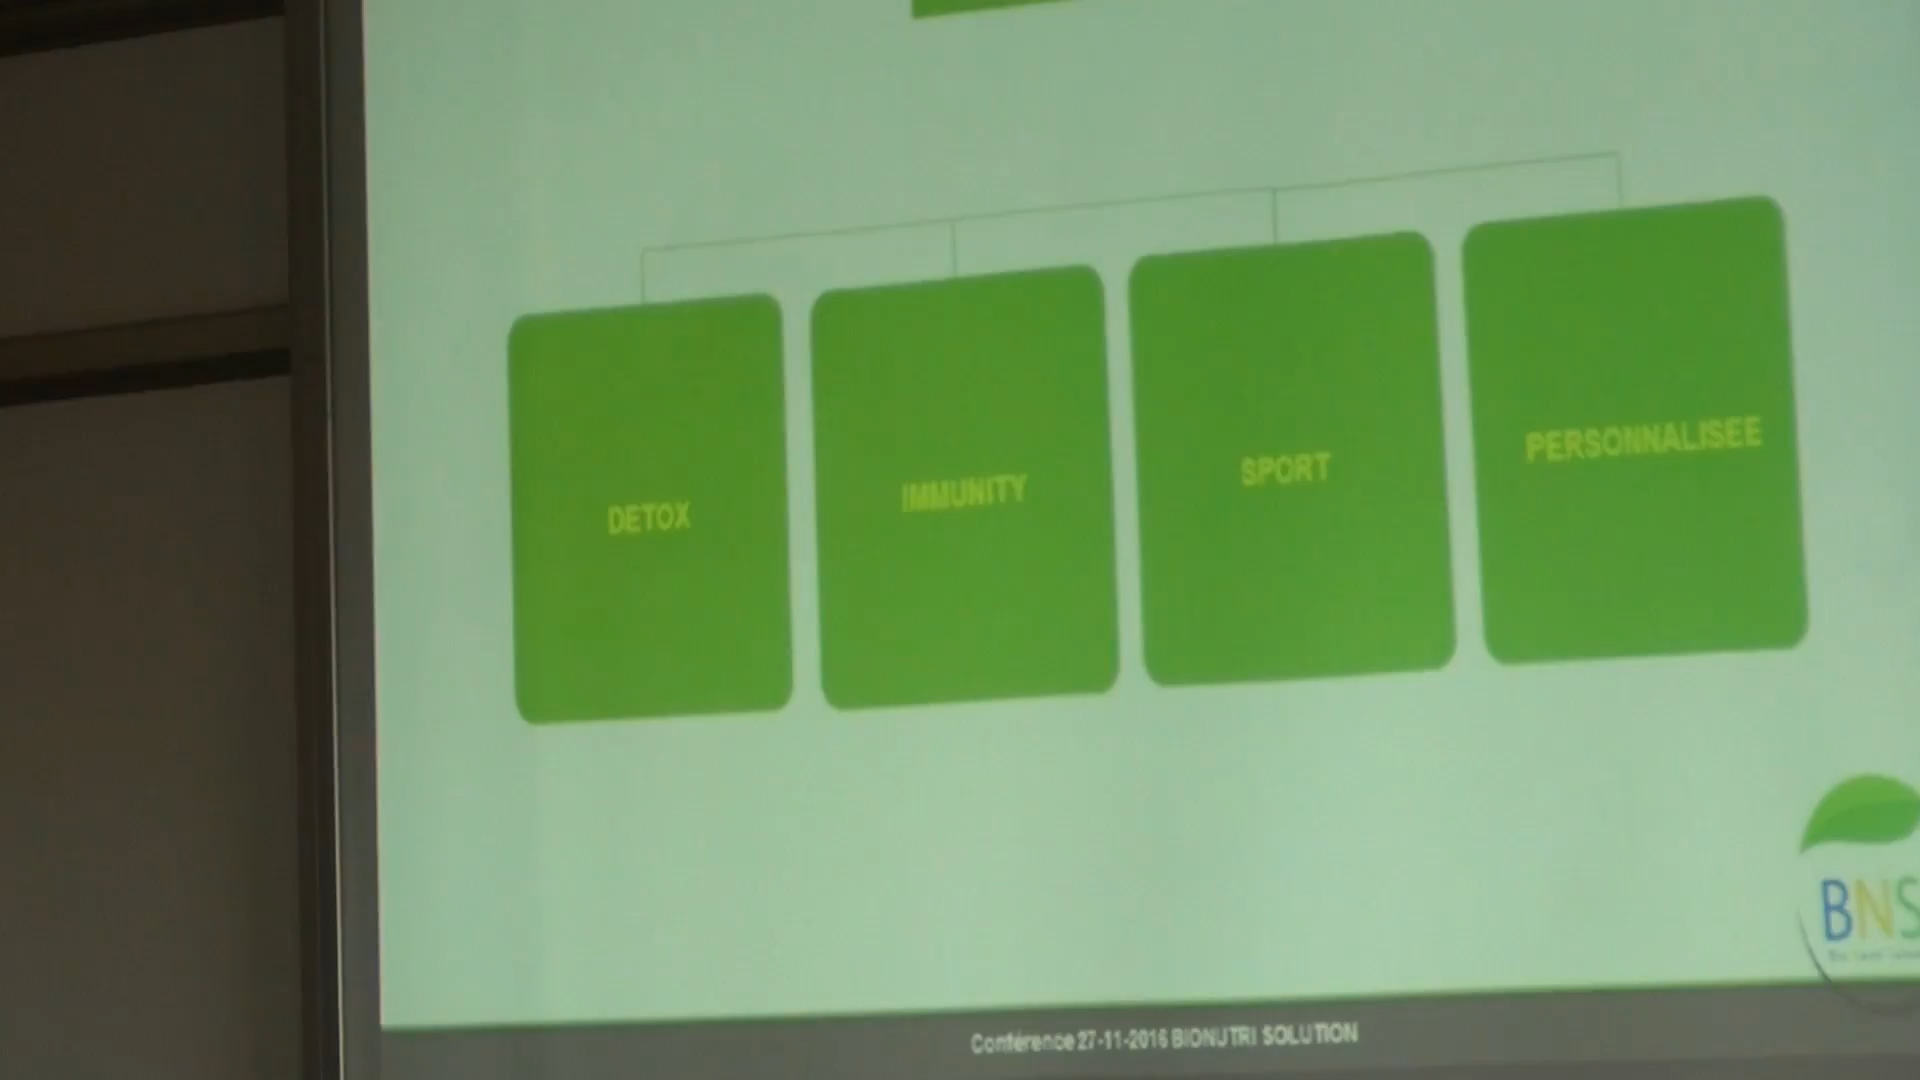 DETOX
IMMUNITY
SPORT
PERSONNALISEE
BNS
Conférence 27-11-2016 BIONUTRI SOLUTION